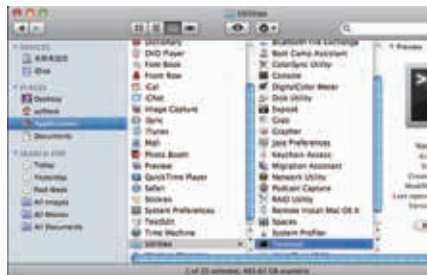 Utilities
DEVICES
iDisk
PLACES
Desktop
Applications
Documents
SEARCH FOR
Today
Yesterday
Past Week
All Images
All Movies
All Documents
Dictionary
DVD Player
Font Book
Front Row
iCal
iChat
Image Capture
iSync
iTunes
Mail
Photo Booth
Preview
QuickTime Player
Safari
Stickies
System Preferences
TextEdit
Time Machine
Utilities
Bluetooth File Exchange
Boot Camp Assistant
ColorSync Utility
Console
DigitalColor Meter
Disk Utility
Exposé
Grab
Grapher
Java Preferences
Keychain Access
Migration Assistant
Network Utility
Podcast Capture
RAID Utility
Remote Install Mac OS X
Spaces
System Profiler
Terminal
Preview